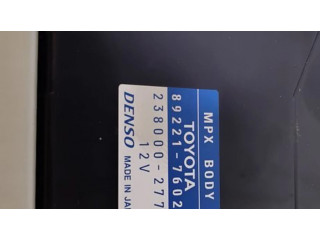 MPX BODY
TOYOTA
89221-7602
238000-277
12V
DENSO MADE IN JA